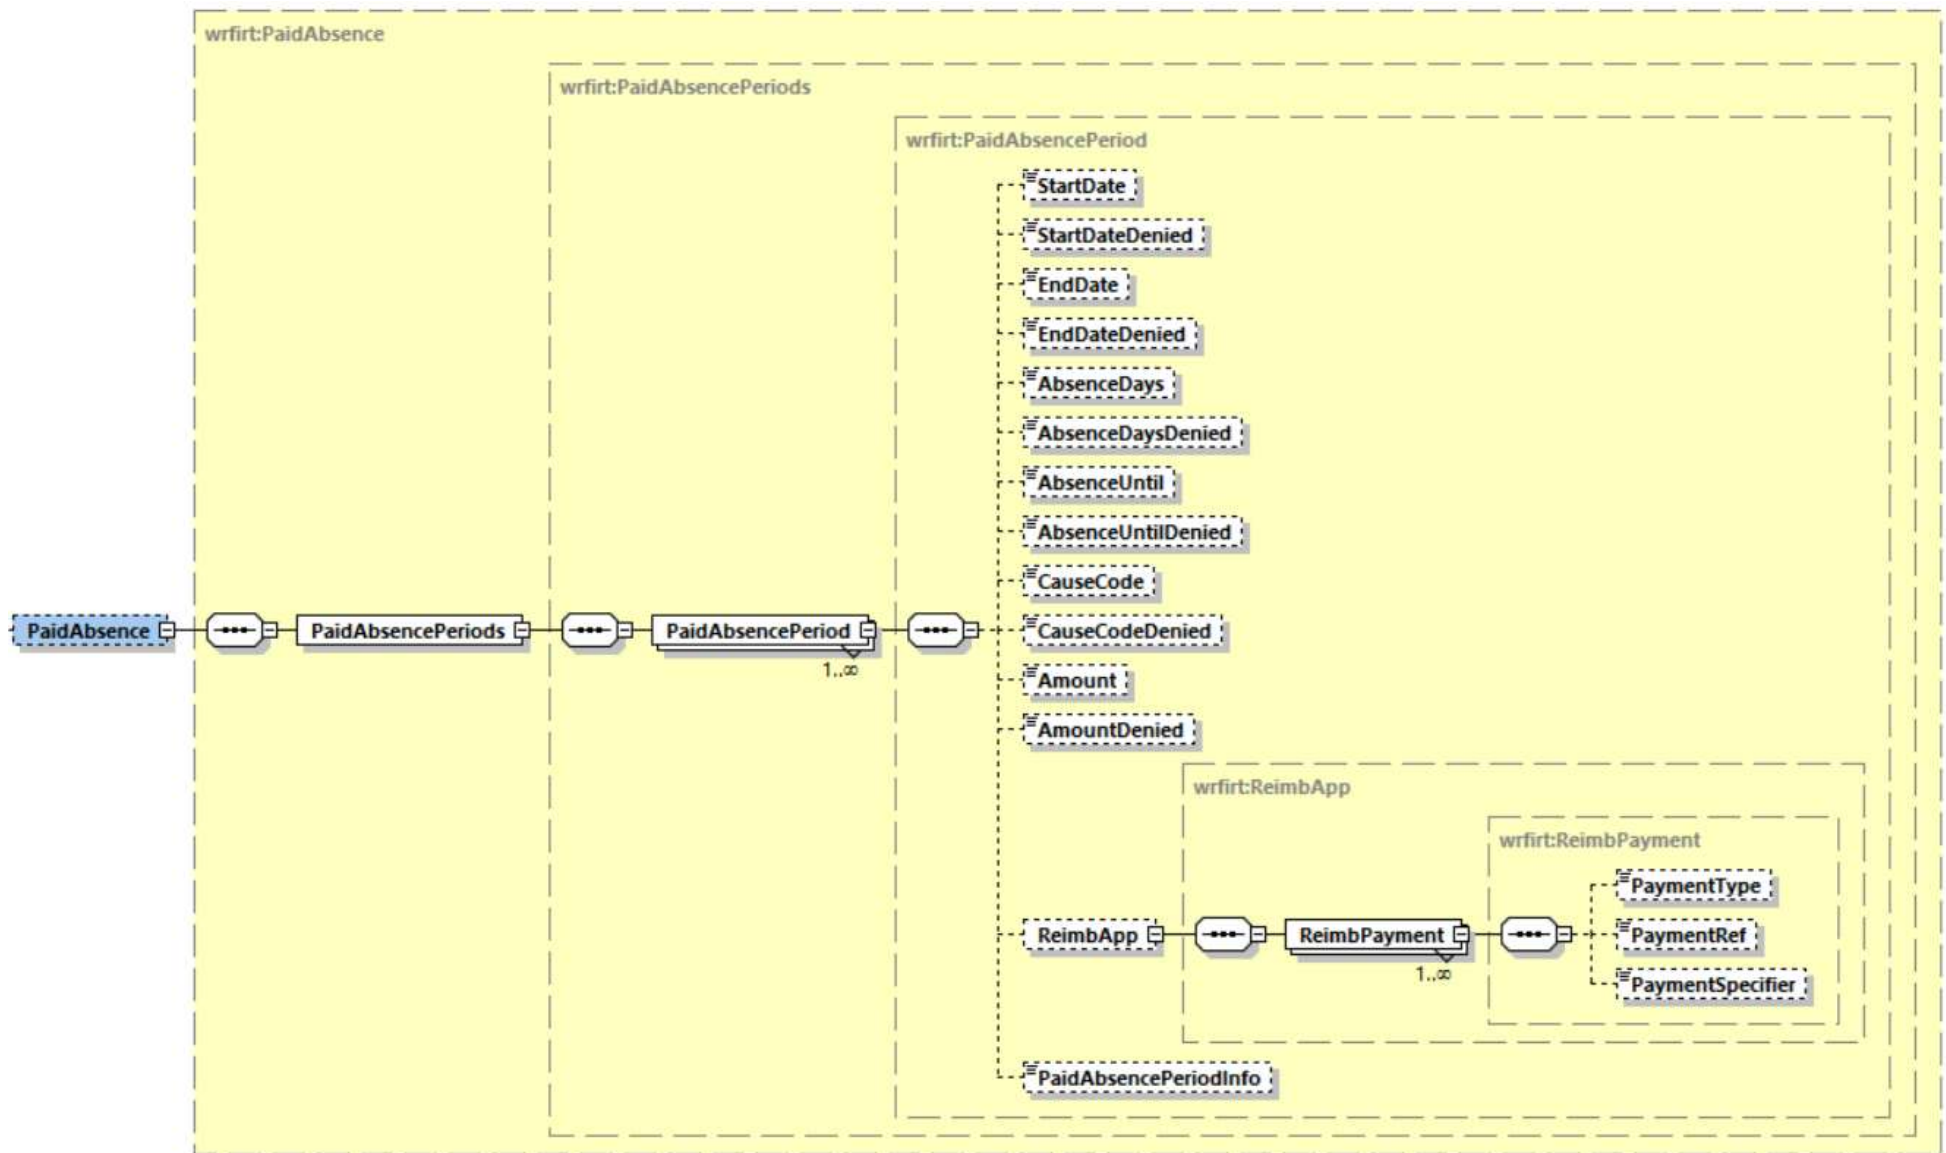 wrfirt:PaidAbsence
wrfirt:PaidAbsencePeriods
wrfirt:PaidAbsencePeriod
StartDate
StartDateDenied
EndDate
EndDateDenied
AbsenceDays
AbsenceDaysDenied
AbsenceUntil
AbsenceUntilDenied
CauseCode
PaidAbsence PaidAbsencePeriods PaidAbsencePeriod CauseCodeDenied
1..∞
Amount
AmountDenied
wrfirt:ReimbApp
wrfirt:ReimbPayment
PaymentType
ReimbApp ReimbPayment PaymentRef
1..∞
PaymentSpecifier
PaidAbsencePeriodInfo